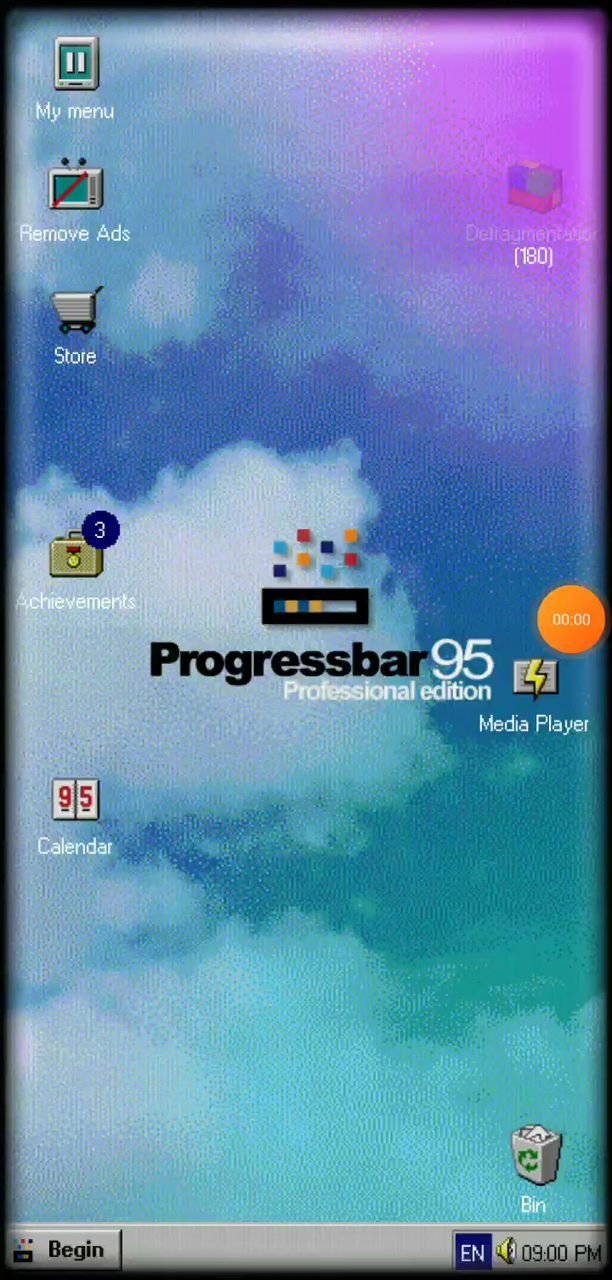 My menu
Remove Ads
Defragmentation
(180)
Store
3
Achievements
00:00
Progressbar95
Professional edition
Media Player
95
Calendar
Bin
Begin
EN
09:00 PM